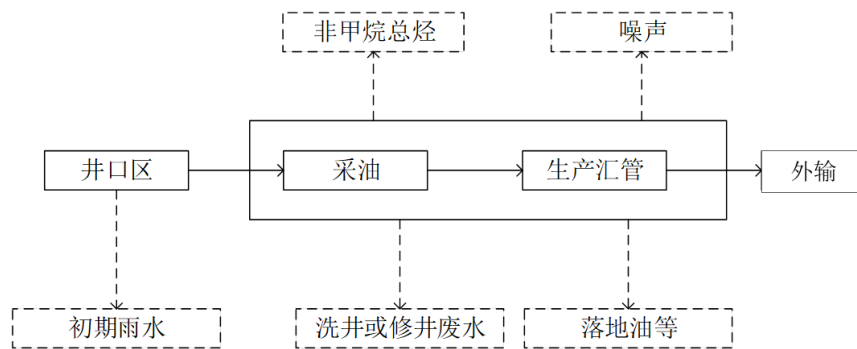 非甲烷总烃
噪声
井口区
采油
生产汇管
外输
初期雨水
洗井或修井废水
落地油等